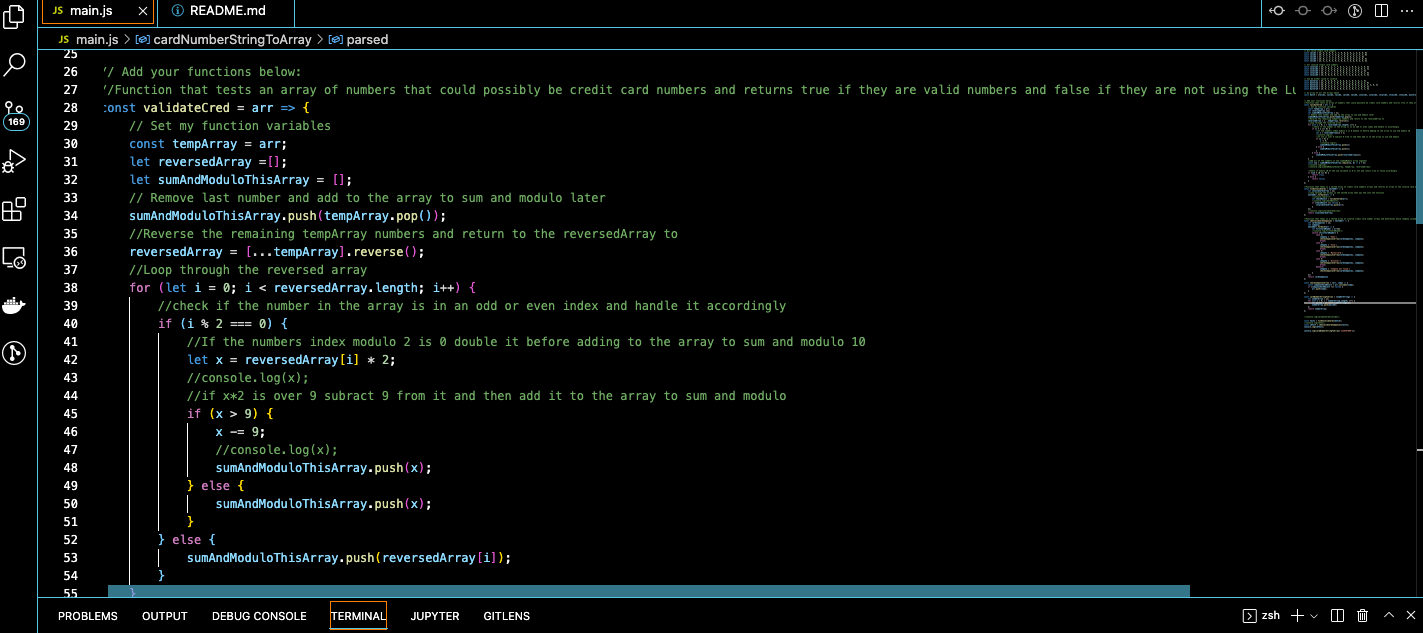 JS main.js
README.md
JS main.js > cardNumberStringToArray > parsed
25
26 // Add your functions below:
27 //Function that tests an array of numbers that could possibly be credit card numbers and returns true if they are valid numbers and false if they are not using the Lu
28 const validateCred = arr => {
29 // Set my function variables
30 const tempArray = arr;
31 let reversedArray =[];
32 let sumAndModuloThisArray = [];
33 // Remove last number and add to the array to sum and modulo later
34 sumAndModuloThisArray.push(tempArray.pop());
35 //Reverse the remaining tempArray numbers and return to the reversedArray to
36 reversedArray = [...tempArray].reverse();
37 //Loop through the reversed array
38 for (let i = 0; i < reversedArray.length; i++) {
39 //check if the number in the array is in an odd or even index and handle it accordingly
40 if (i % 2 === 0) {
41 //If the numbers index modulo 2 is 0 double it before adding to the array to sum and modulo 10
42 let x = reversedArray[i] * 2;
43 //console.log(x);
44 //if x*2 is over 9 subract 9 from it and then add it to the array to sum and modulo
45 if (x > 9) {
46 x -= 9;
47 //console.log(x);
48 sumAndModuloThisArray.push(x);
49 } else {
50 sumAndModuloThisArray.push(x);
51 }
52 } else {
53 sumAndModuloThisArray.push(reversedArray[i]);
54 }
55 }
169
PROBLEMS OUTPUT DEBUG CONSOLE TERMINAL JUPYTER GITLENS zsh